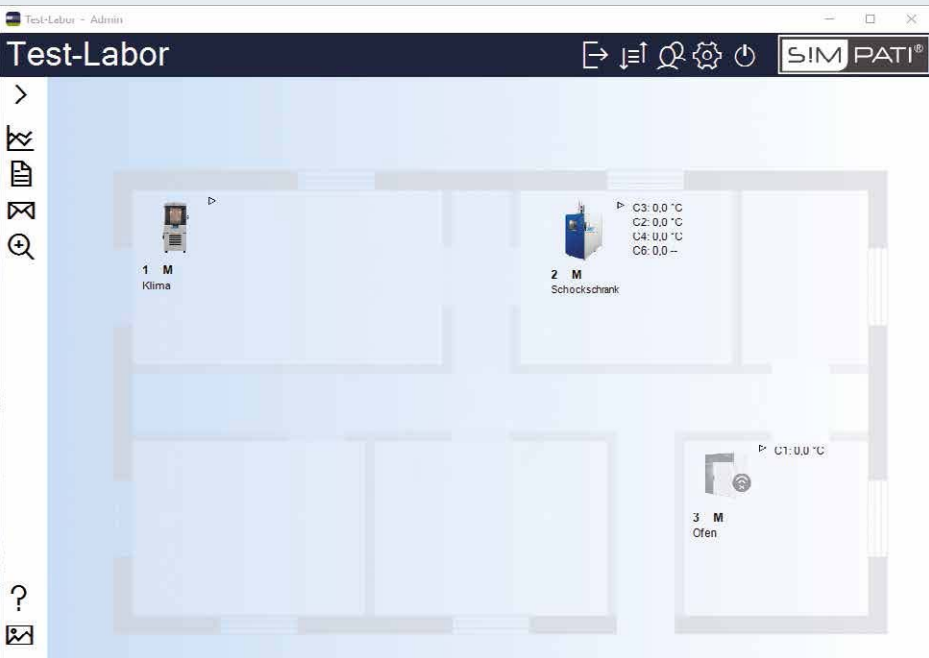 Test-Labor - Admin
Test-Labor
S!MPATI®
1 M
Klima
C3: 0,0 °C
C2: 0,0 °C
C4: 0,0 °C
C6: 0,0 --
2 M
Schockschrank
C1: 0,0 °C
3 M
Ofen
?